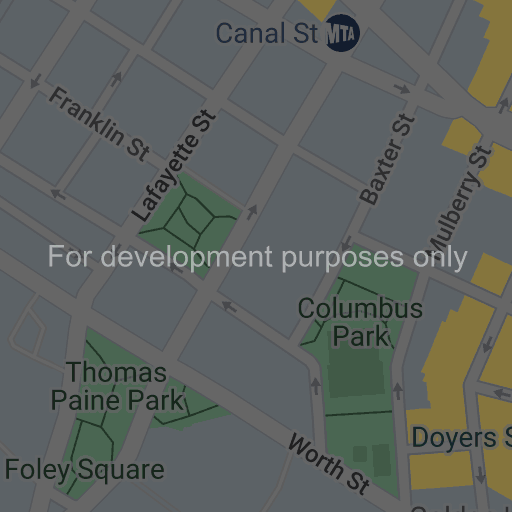 Canal St
MTA
Franklin St
Lafayette St
Baxter St
Mulberry St
For development purposes only
Columbus
Park
Thomas
Paine Park
Doyers S
Worth St
Foley Square